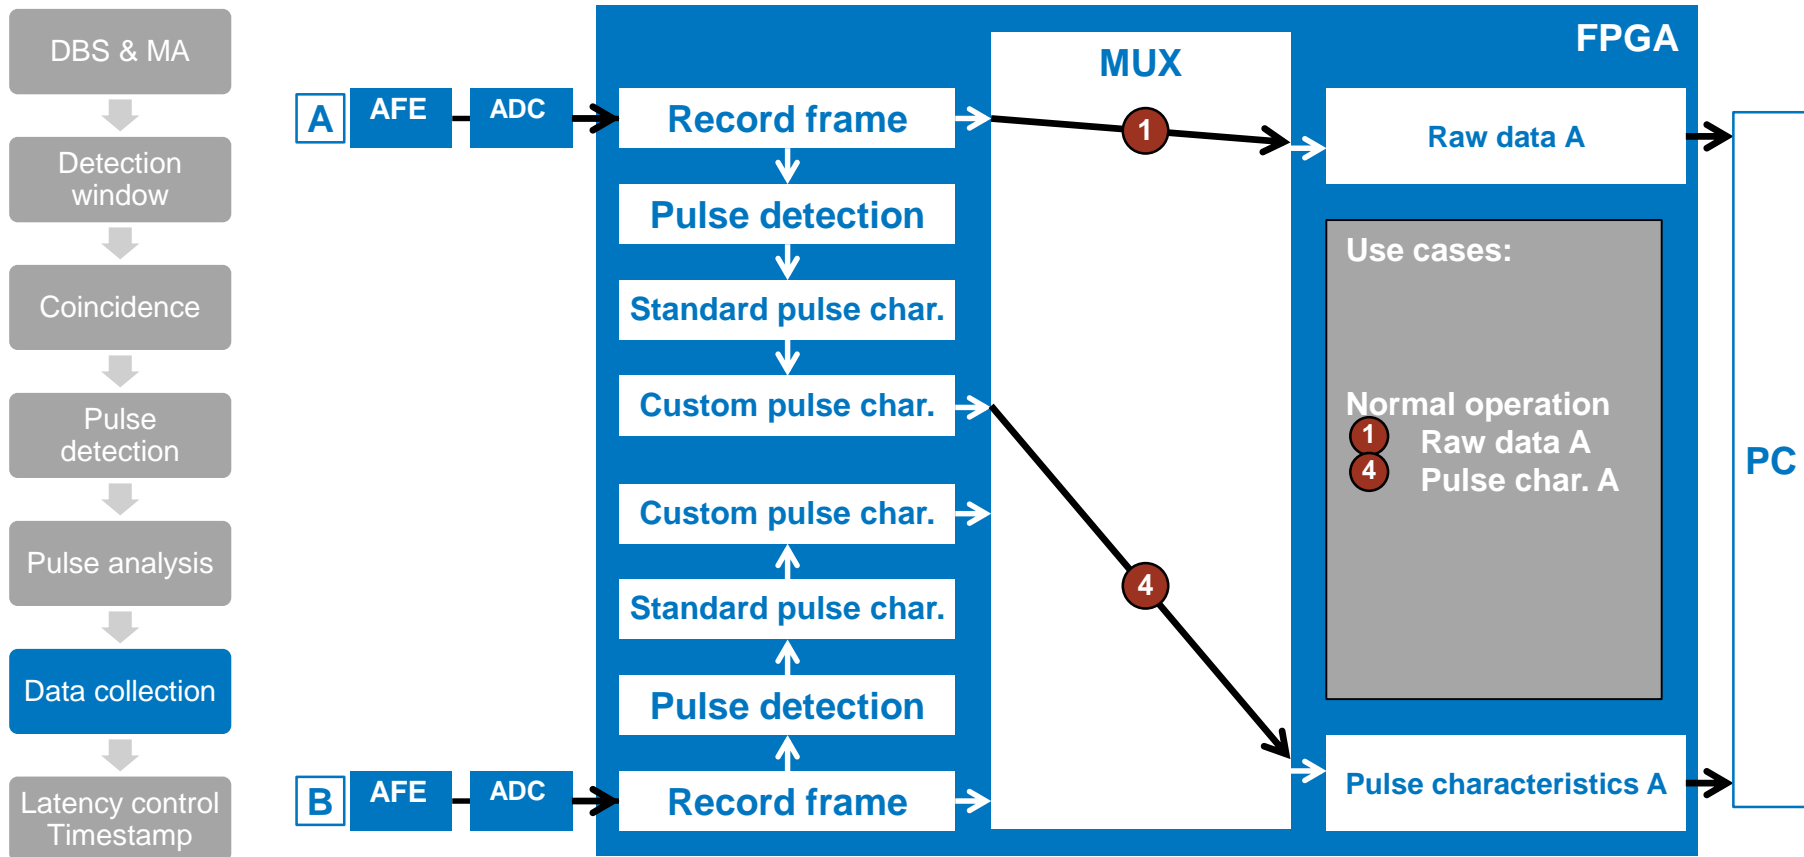 DBS & MA
Detection
window
Coincidence
Pulse
detection
Pulse analysis
Data collection
Latency control
Timestamp
A
AFE
ADC
B
AFE
ADC
FPGA
Record frame
Pulse detection
Standard pulse char.
Custom pulse char.
Custom pulse char.
Standard pulse char.
Pulse detection
Record frame
MUX
1
4
Raw data A
Use cases:
Normal operation
1 Raw data A
4 Pulse char. A
Pulse characteristics A
PC